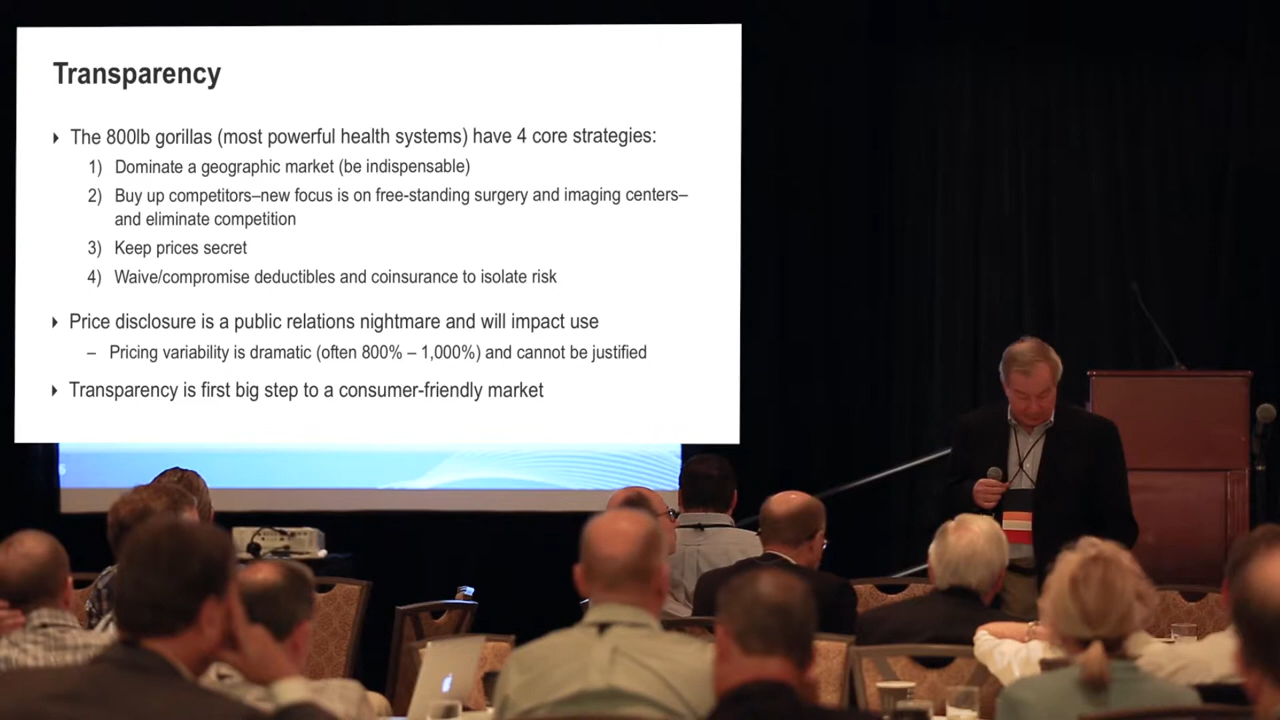 Transparency
The 800lb gorillas (most powerful health systems) have 4 core strategies:
1) Dominate a geographic market (be indispensable)
2) Buy up competitors–new focus is on free-standing surgery and imaging centers–
and eliminate competition
3) Keep prices secret
4) Waive/compromise deductibles and coinsurance to isolate risk
Price disclosure is a public relations nightmare and will impact use
– Pricing variability is dramatic (often 800% – 1,000%) and cannot be justified
Transparency is first big step to a consumer-friendly market